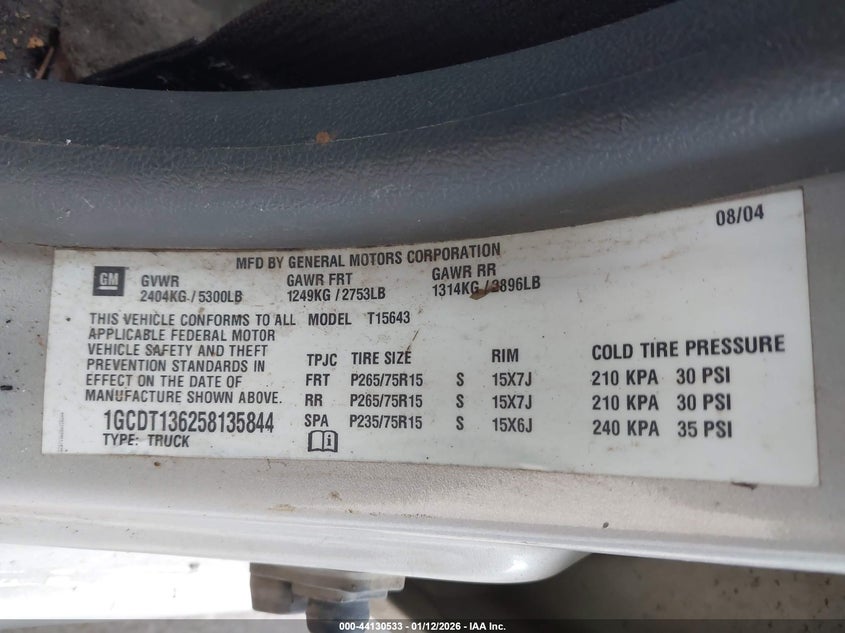 08/04
MFD BY GENERAL MOTORS CORPORATION
GM
GVWR GAWR FRT GAWR RR
2404KG / 5300LB 1249KG / 2753LB 1314KG / 2896LB
THIS VEHICLE CONFORMS TO ALL MODEL T15643
APPLICABLE FEDERAL MOTOR
VEHICLE SAFETY AND THEFT
PREVENTION STANDARDS IN
EFFECT ON THE DATE OF
MANUFACTURE SHOWN ABOVE.
1GCDT136258135844
TYPE: TRUCK
TPJC TIRE SIZE RIM COLD TIRE PRESSURE
FRT P265/75R15 S 15X7J 210 KPA 30 PSI
RR P265/75R15 S 15X7J 210 KPA 30 PSI
SPA P235/75R15 S 15X6J 240 KPA 35 PSI
i
000-44130533 - 01/12/2026 - IAA Inc.